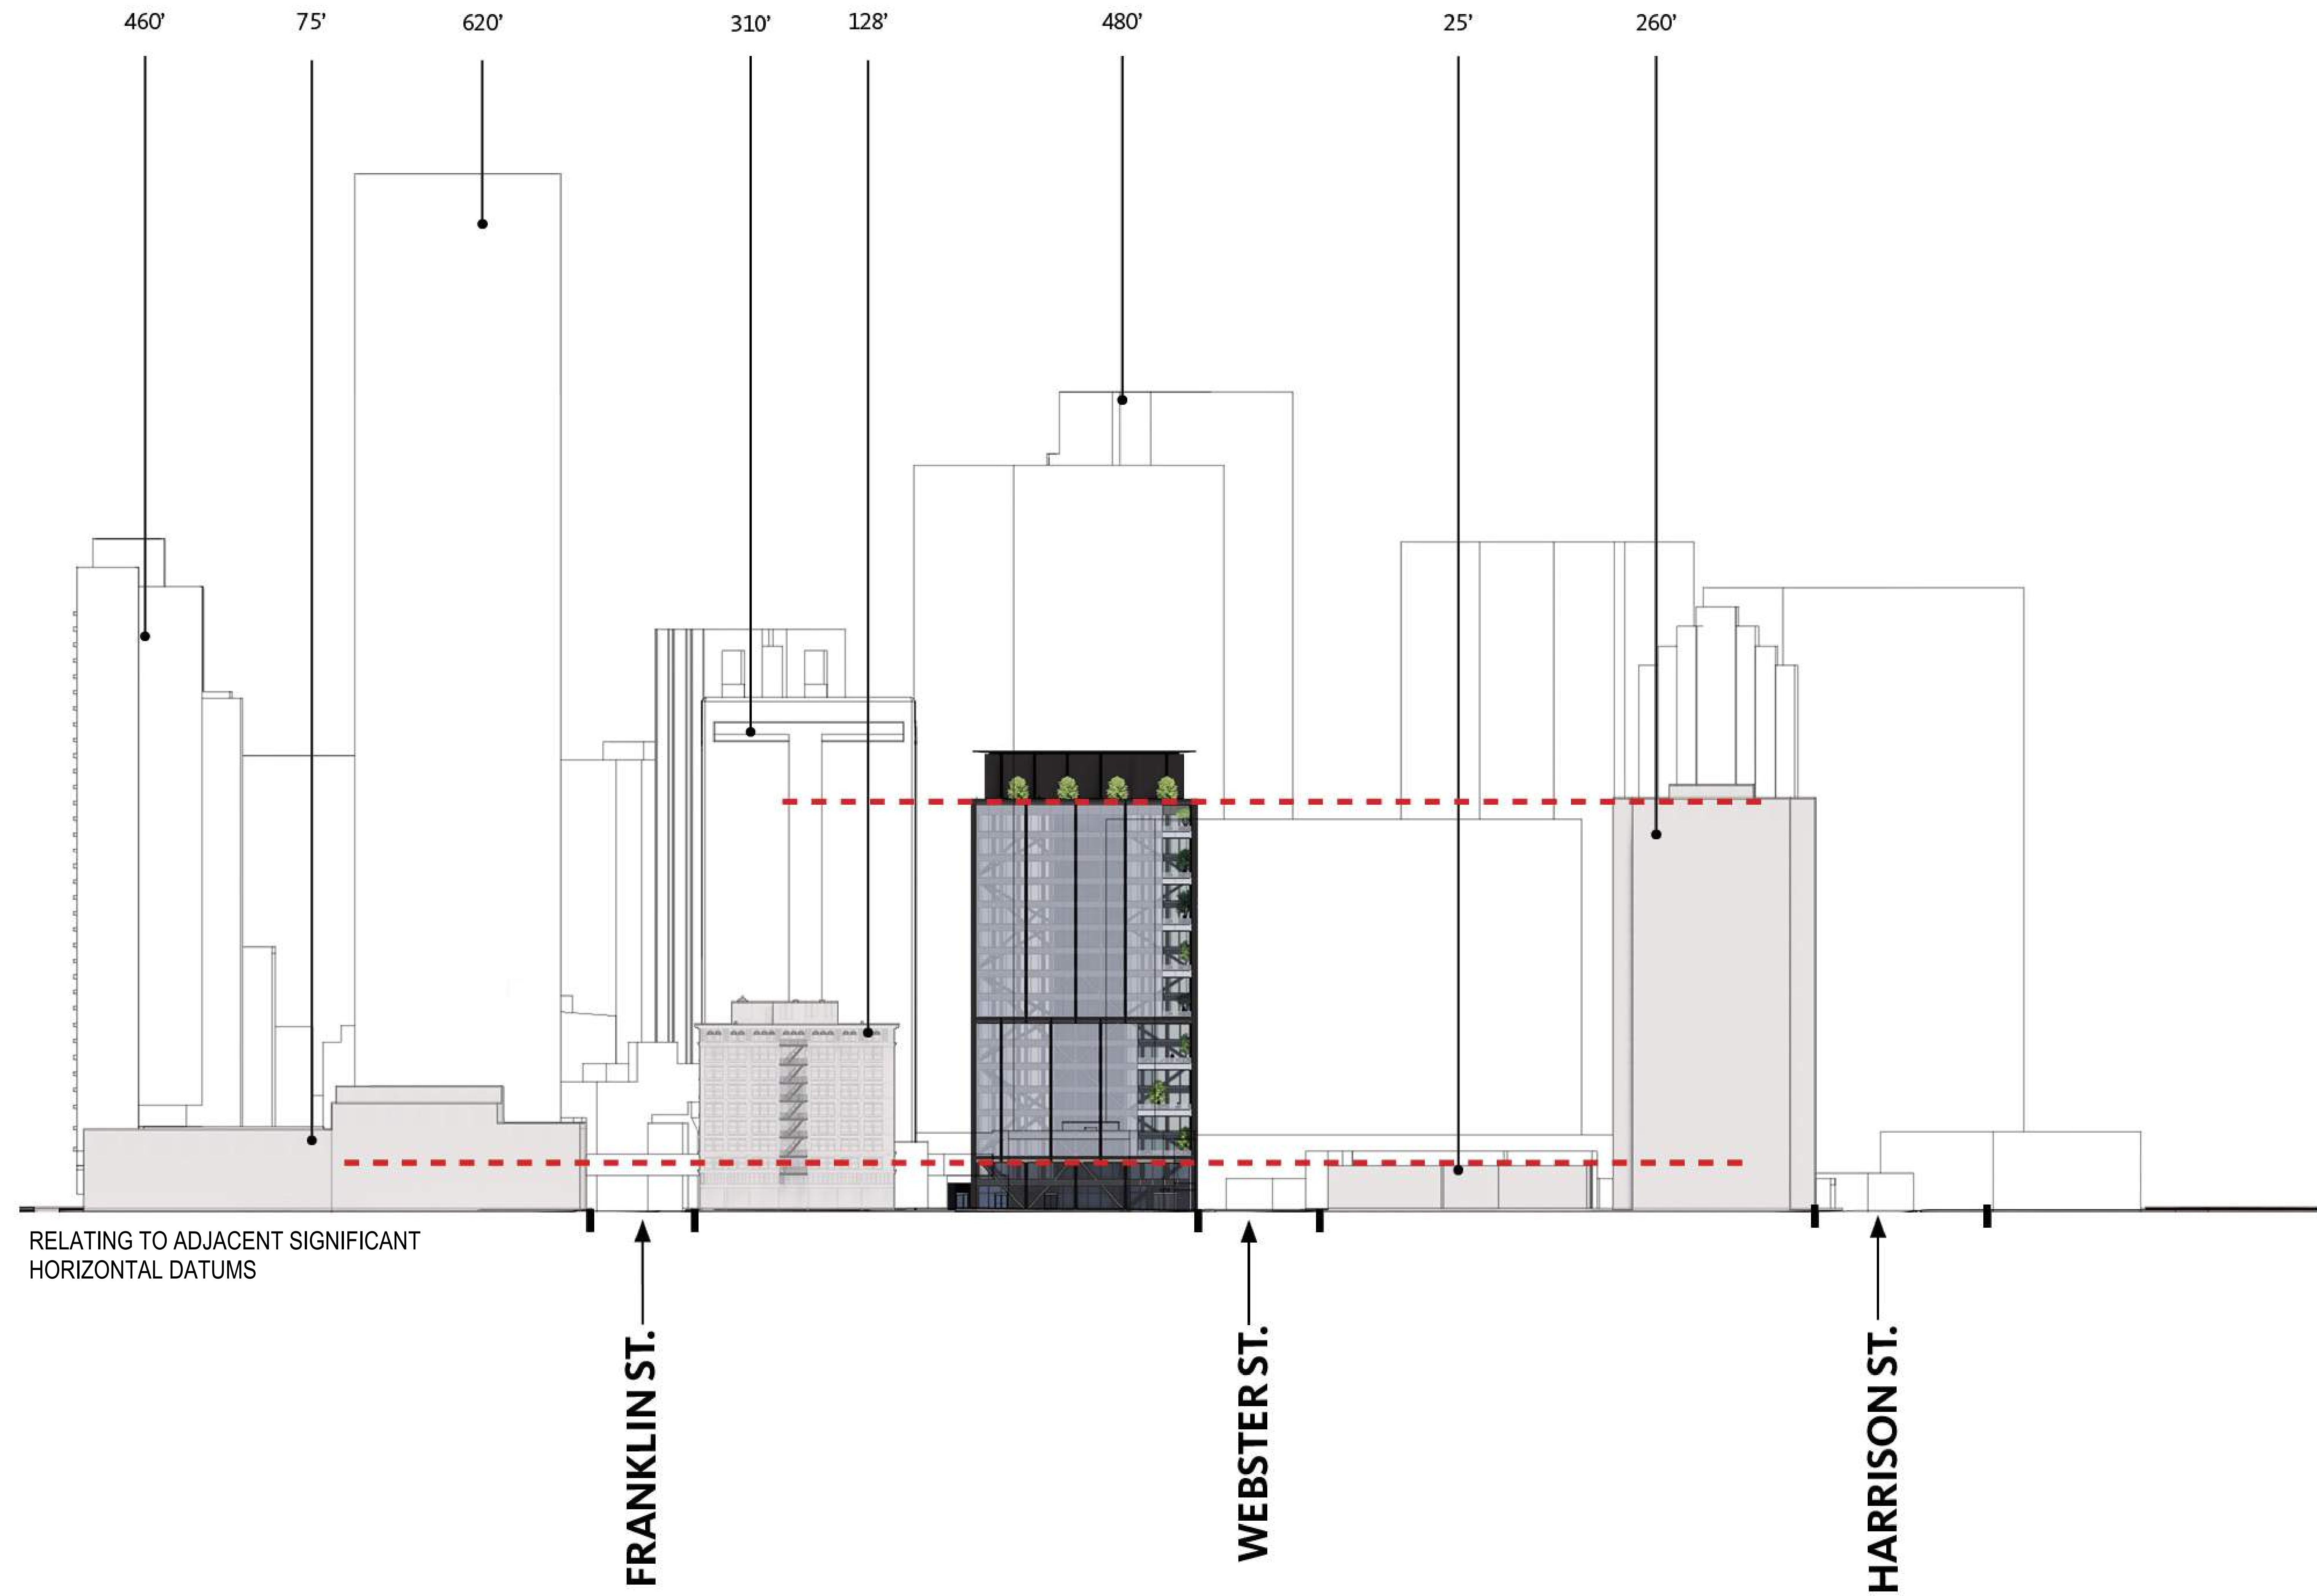 460’
75’
620’
310’
128’
480’
25’
260’
RELATING TO ADJACENT SIGNIFICANT
HORIZONTAL DATUMS
FRANKLIN ST.
WEBSTER ST.
HARRISON ST.